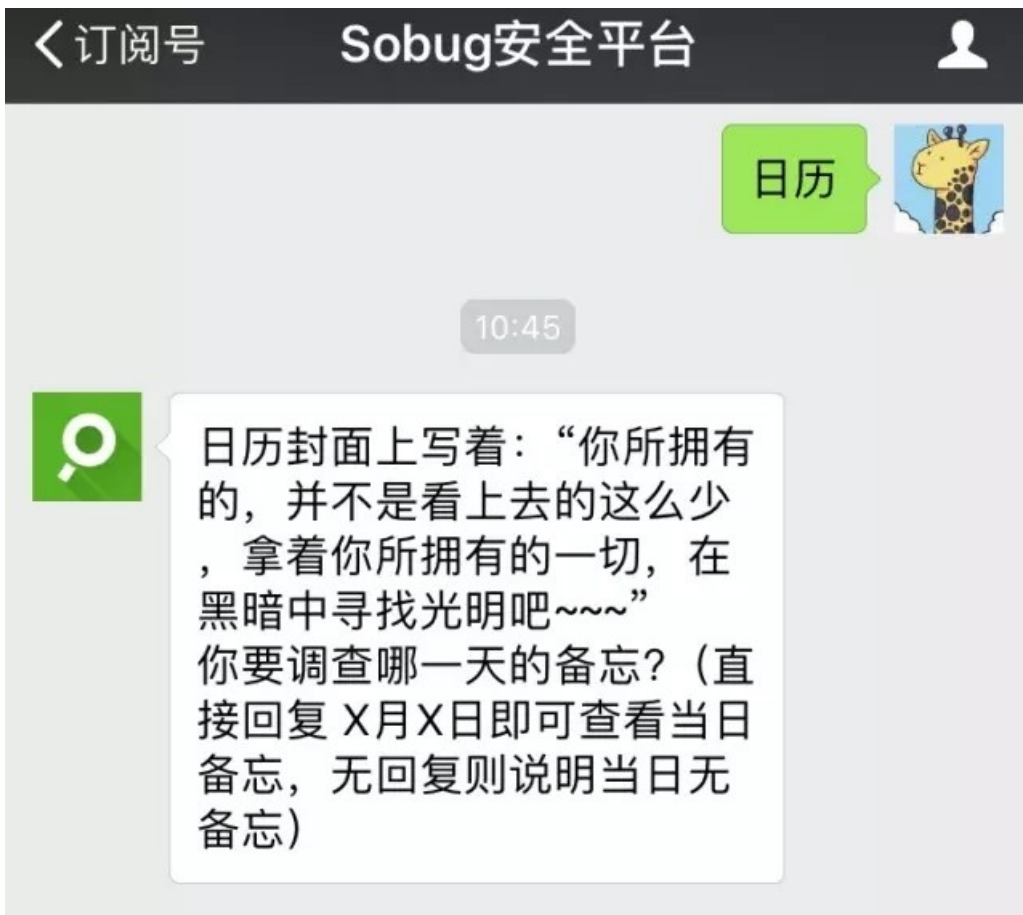 订阅号
Sobug安全平台
日历
10:45
日历封面上写着：“你所拥有
的，并不是看上去的这么少
，拿着你所拥有的一切，在
黑暗中寻找光明吧~~~”
你要调查哪一天的备忘？（直
接回复 X月X日即可查看当日
备忘，无回复则说明当日无
备忘）